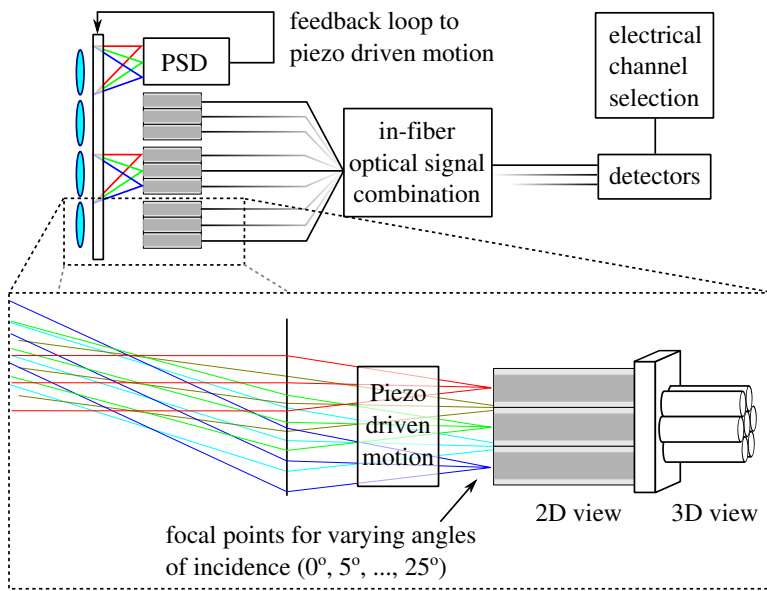 feedback loop to
piezo driven motion
PSD
electrical
channel
selection
in-fiber
optical signal
combination
detectors
Piezo
driven
motion
2D view
3D view
focal points for varying angles
of incidence (0º, 5º, ..., 25º)